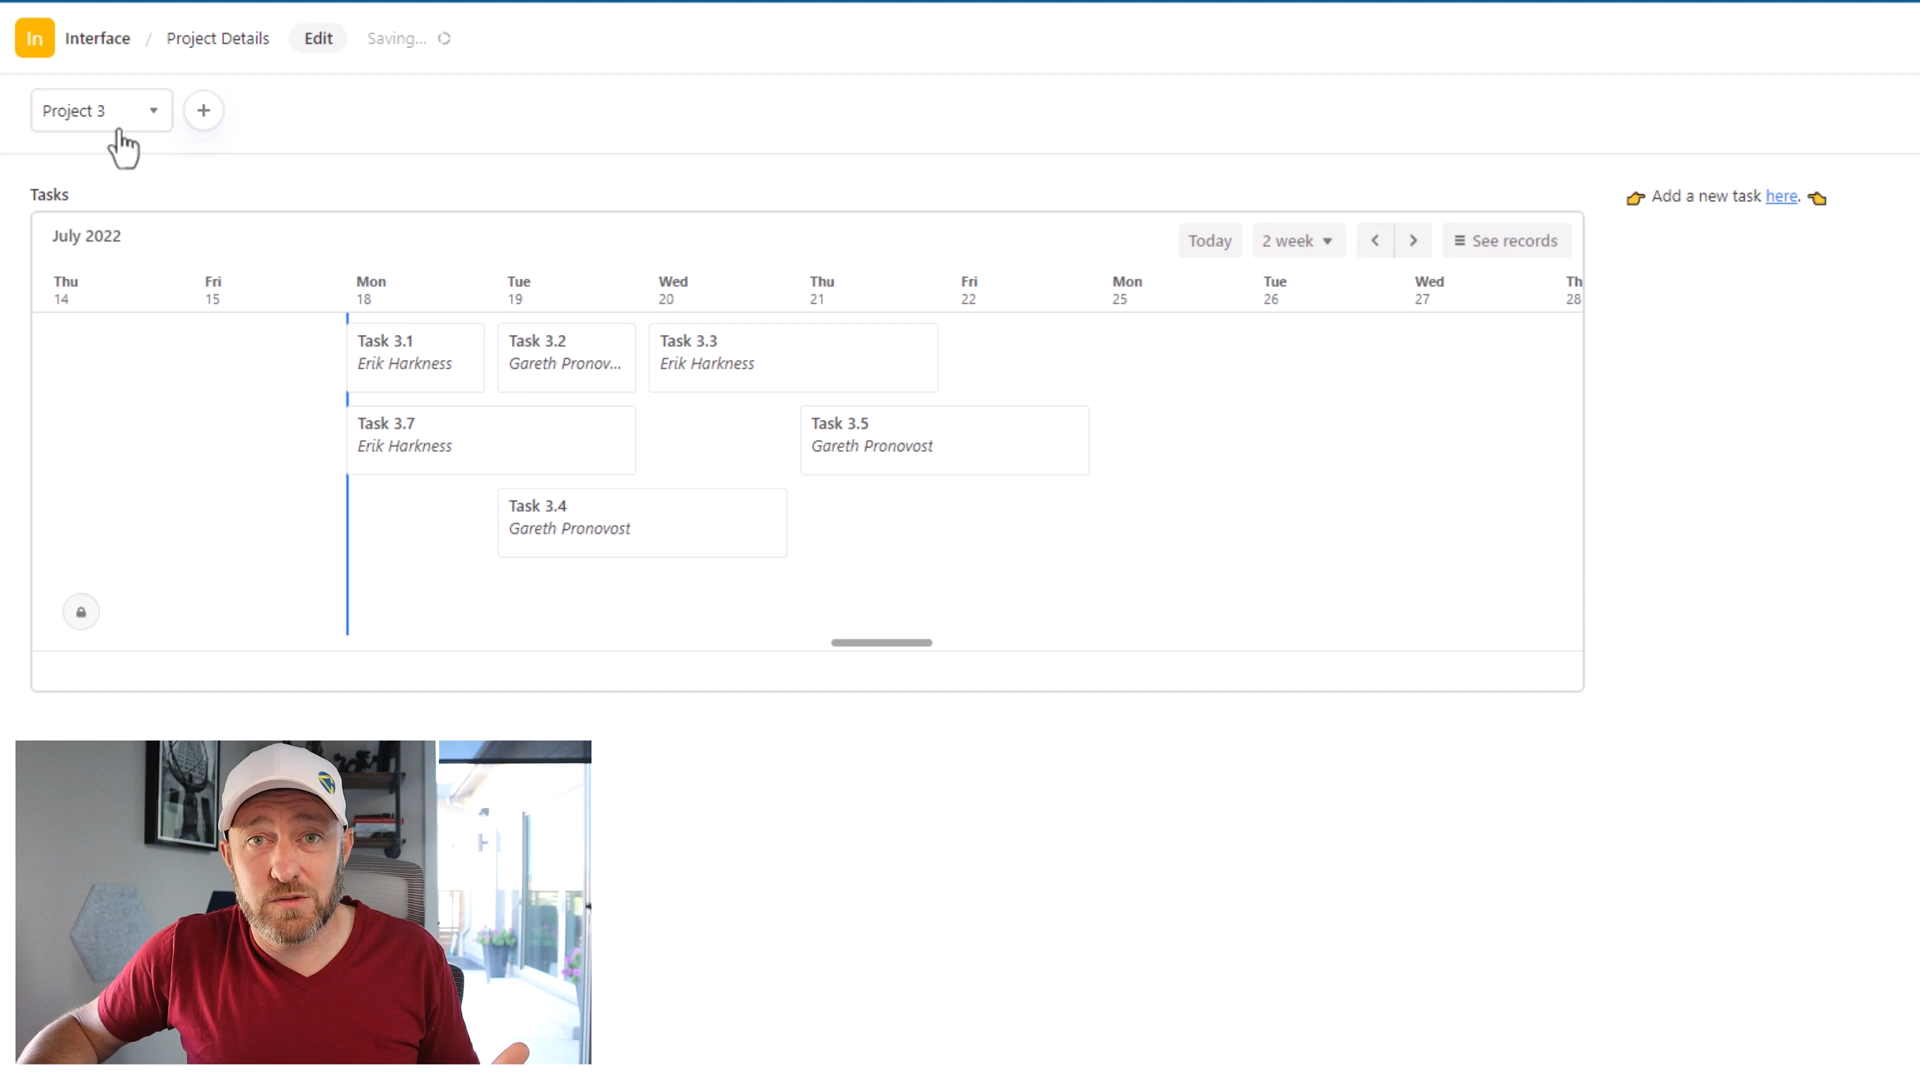 In Interface / Project Details Edit Saving...
Project 3
+
Tasks
Add a new task here.
July 2022
Today 2 week See records
Thu Fri Mon Tue Wed Thu Fri Mon Tue Wed Th
14 15 18 19 20 21 22 25 26 27 28
Task 3.1 Task 3.2 Task 3.3
Erik Harkness Gareth Pronov... Erik Harkness
Task 3.7 Task 3.5
Erik Harkness Gareth Pronovost
Task 3.4
Gareth Pronovost